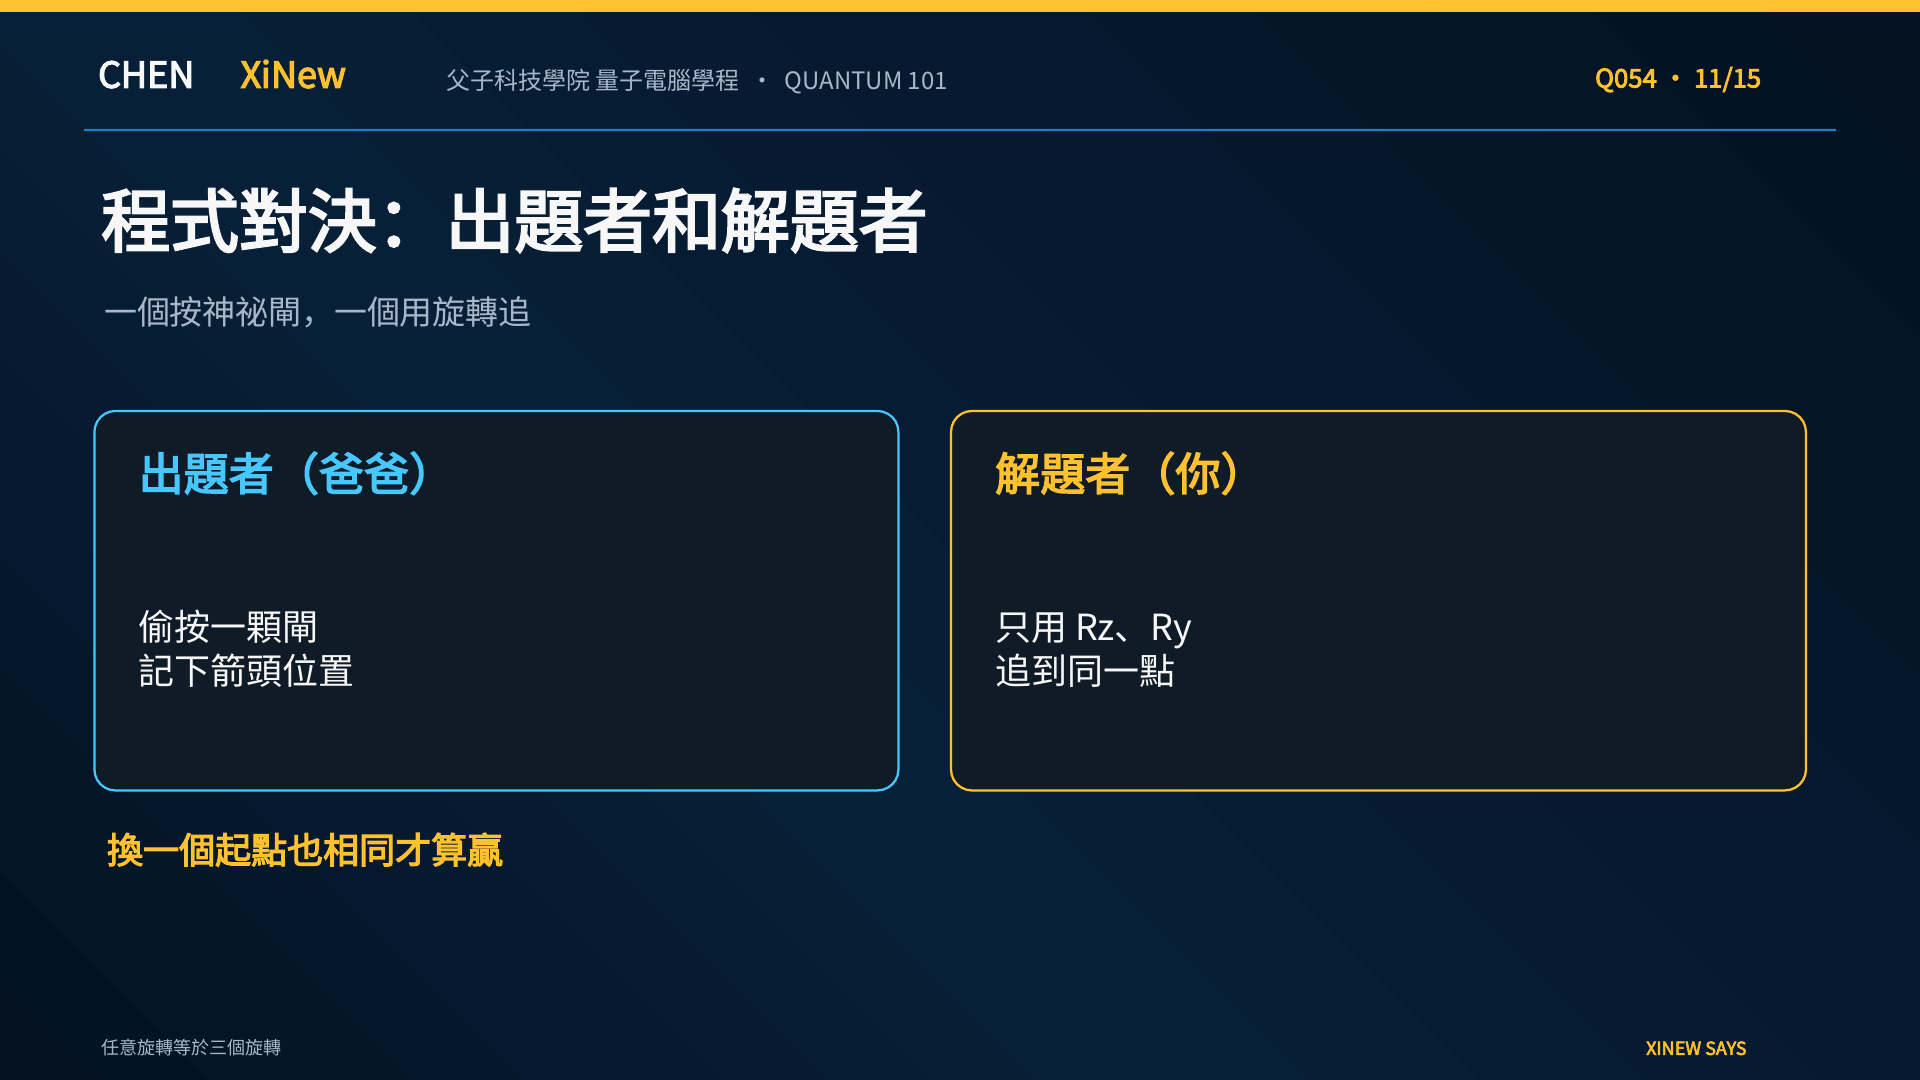 CHEN XiNew 父子科技學院 量子電腦學程 · QUANTUM 101 Q054 · 11/15
程式對決：出題者和解題者
一個按神祕閘，一個用旋轉追
出題者（爸爸）
偷按一顆閘
記下箭頭位置
解題者（你）
只用 Rz、Ry
追到同一點
換一個起點也相同才算贏
任意旋轉等於三個旋轉 XINEW SAYS